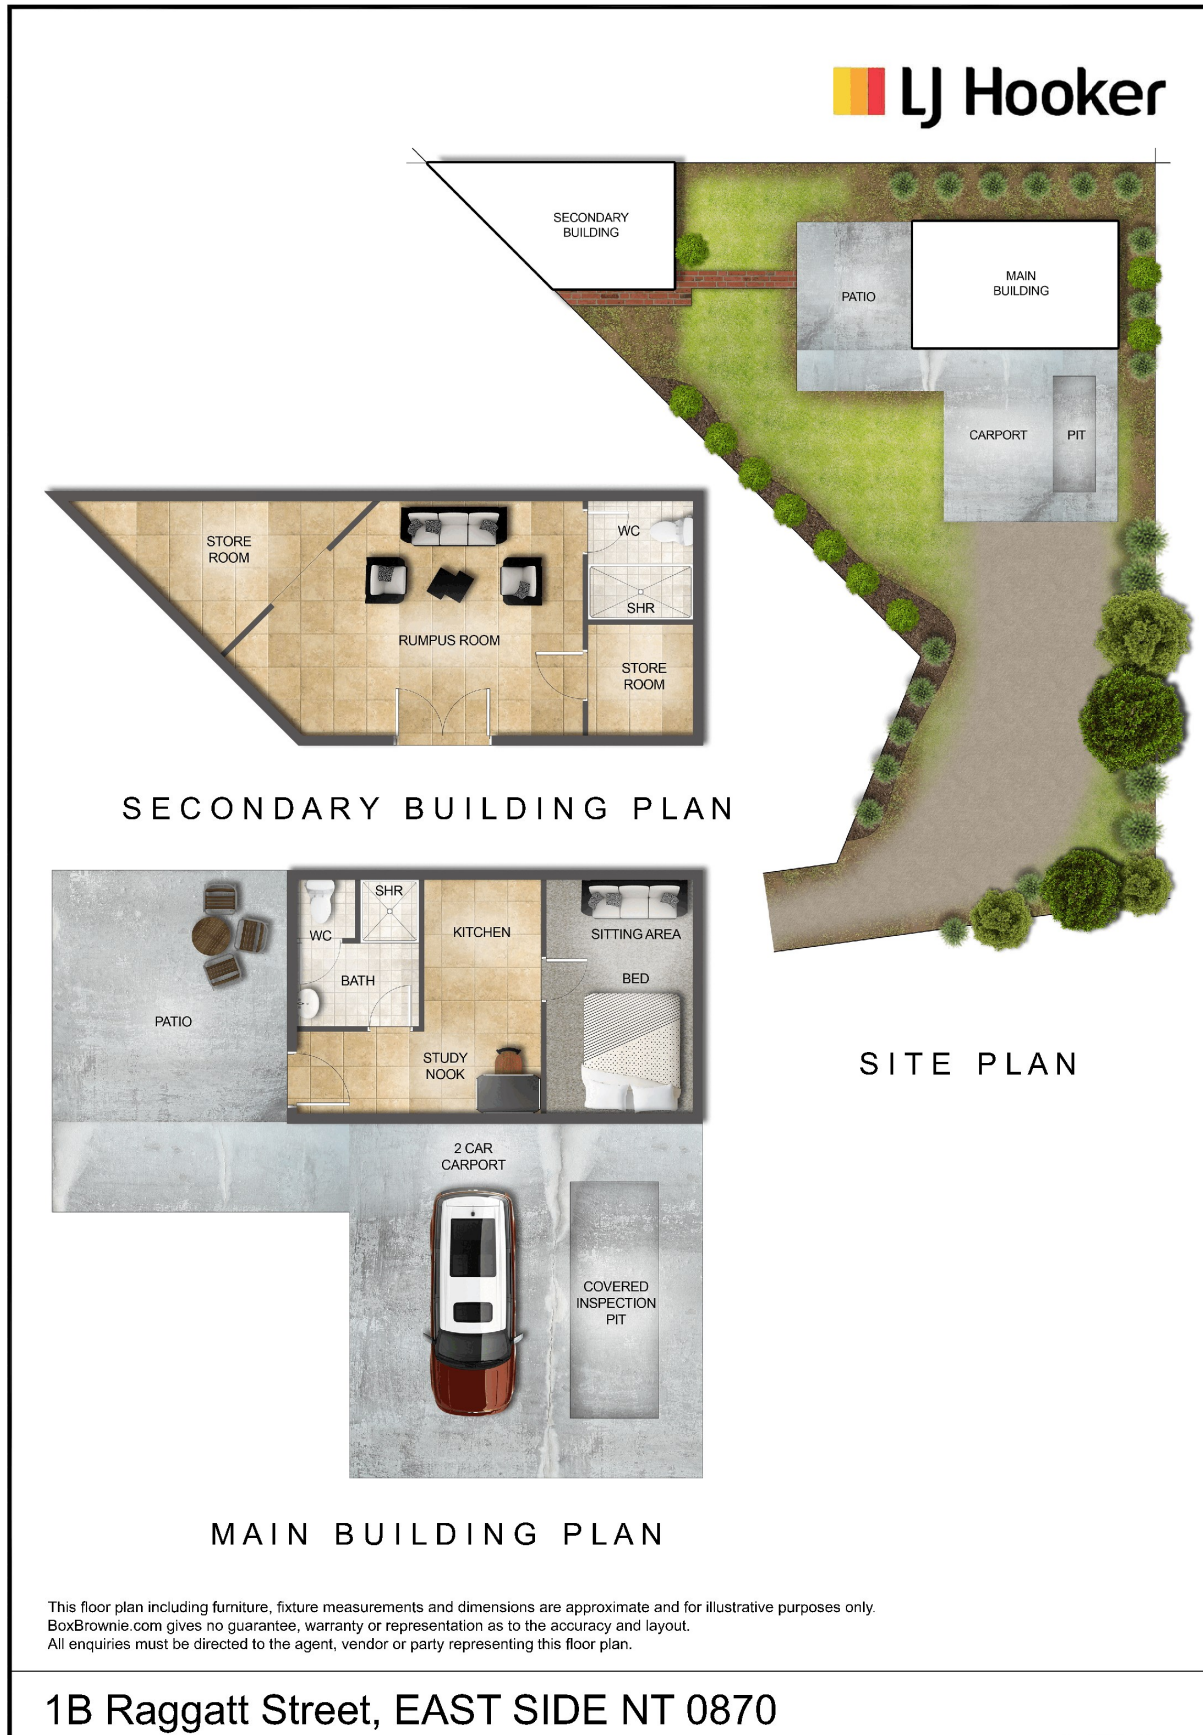 LJ Hooker
SECONDARY
BUILDING
MAIN
BUILDING
PATIO
CARPORT
PIT
STORE
ROOM
WC
SHR
RUMPUS ROOM
STORE
ROOM
SECONDARY BUILDING PLAN
SHR
WC
KITCHEN
SITTING AREA
BATH
BED
PATIO
STUDY
NOOK
SITE PLAN
2 CAR
CARPORT
COVERED
INSPECTION
PIT
MAIN BUILDING PLAN
This floor plan including furniture, fixture measurements and dimensions are approximate and for illustrative purposes only.
BoxBrownie.com gives no guarantee, warranty or representation as to the accuracy and layout.
All enquiries must be directed to the agent, vendor or party representing this floor plan.
1B Raggatt Street, EAST SIDE NT 0870